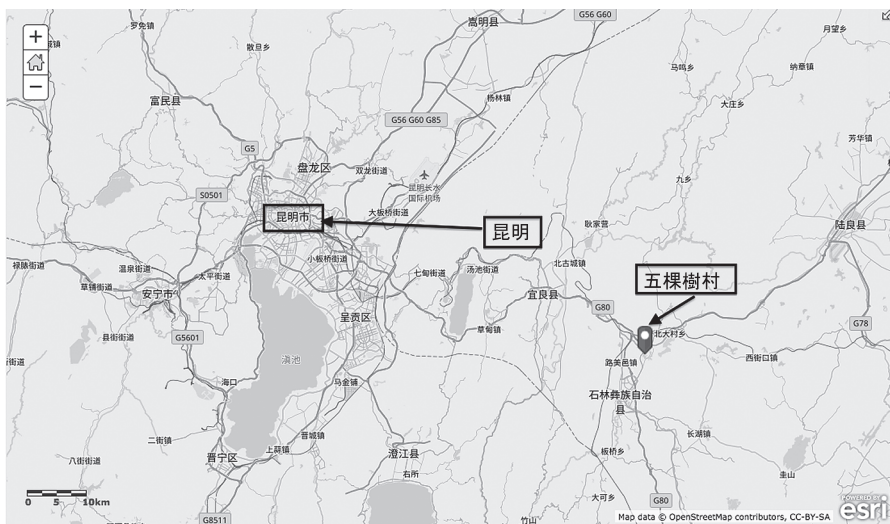 G56 G60
嵩明县
月望乡
罗免镇
散旦乡
马鸣乡
纳章镇
富民县
杨林镇
大庄乡
G56 G60 G85
芳华镇
G5
盘龙区
双龙街道
昆明长水
国际机场
九乡
S0501
昆明市
大板桥街道
耿家营
陆良县
昆明
小板桥街道
禄脿街道
温泉街道
太平街道
七甸街道
汤池街道
北古城镇
五棵樹村
草铺街道
安宁市
宜良县
G80
呈贡区
G78
县街街道
G5601
草甸镇
北大村乡
西街口镇
街道
滇池
路美邑镇
海口
马金铺
石林彝族自治
县
二街镇
晋城镇
长湖镇
八街街道
晋宁区
上蒜镇
澄江县
板桥乡
右所
圭山
0 5 10km
大可乡
G80
G8511
竹山
Map data © OpenStreetMap contributors, CC-BY-SA
POWERED BY
esri